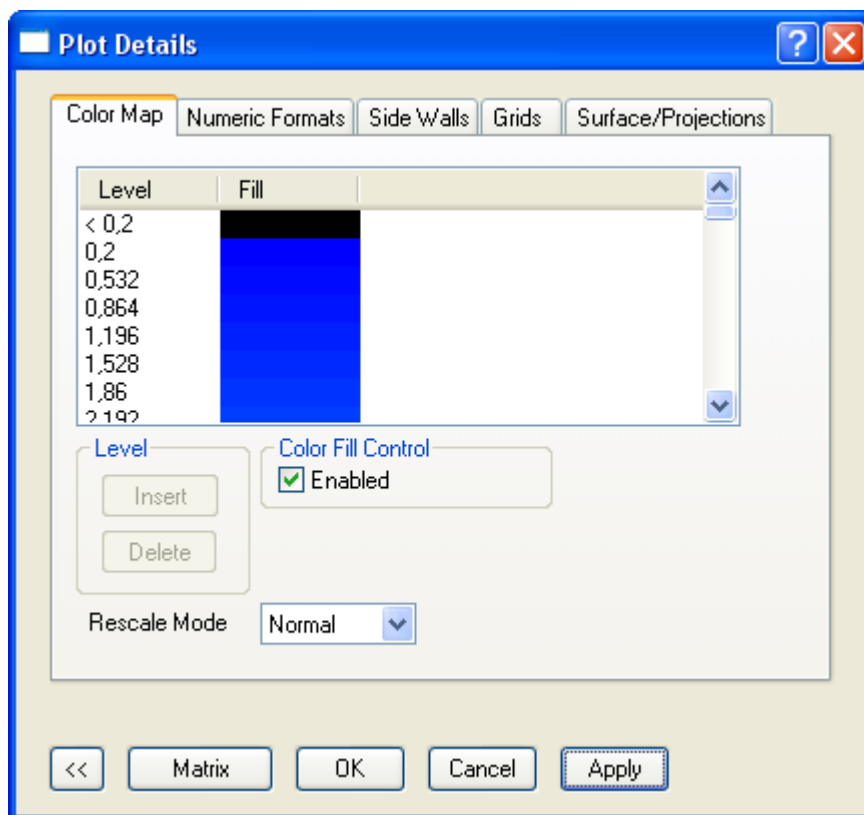 Plot Details
Color Map Numeric Formats Side Walls Grids Surface/Projections
Level Fill
< 0,2
0,2
0,532
0,864
1,196
1,528
1,86
2,192
Level
Insert
Delete
Color Fill Control
Enabled
Rescale Mode Normal
<< Matrix OK Cancel Apply